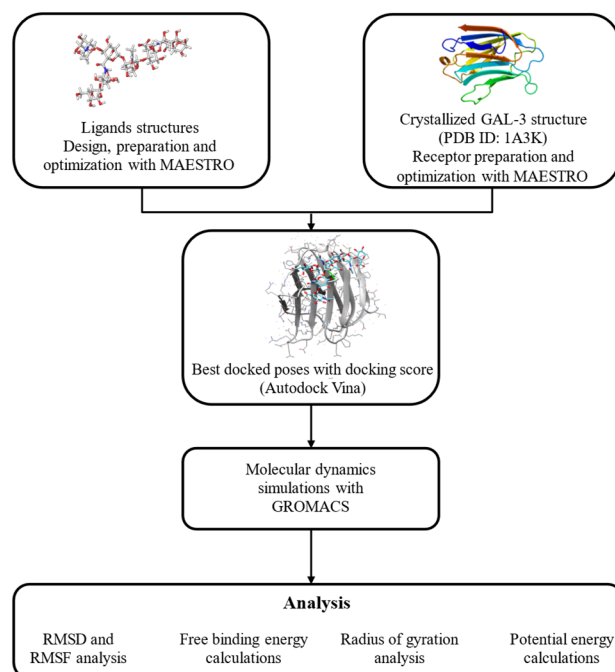 Ligands structures
Design, preparation and
optimization with MAESTRO
Crystallized GAL-3 structure
(PDB ID: 1A3K)
Receptor preparation and
optimization with MAESTRO
Best docked poses with docking score
(Autodock Vina)
Molecular dynamics
simulations with
GROMACS
Analysis
RMSD and
RMSF analysis
Free binding energy
calculations
Radius of gyration
analysis
Potential energy
calculations